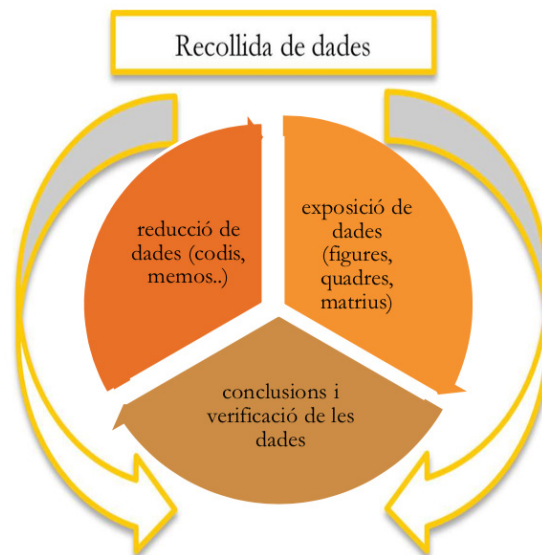 Recollida de dades
reducció de
dades (codis,
memos..)
exposició de
dades
(figures,
quadres,
matrius)
conclusions i
verificació de les
dades